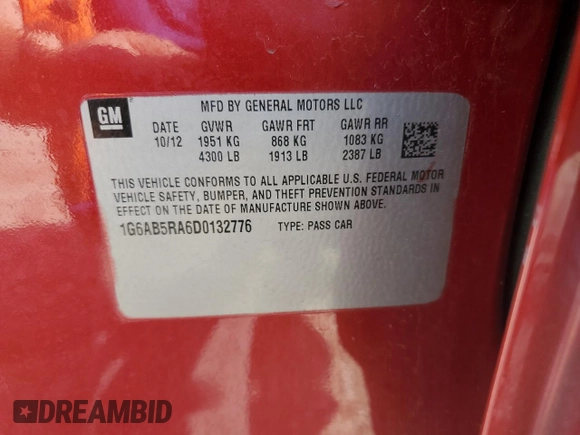 GM
MFD BY GENERAL MOTORS LLC
DATE GVWR GAWR FRT GAWR RR
10/12 1951 KG 868 KG 1083 KG
4300 LB 1913 LB 2387 LB
THIS VEHICLE CONFORMS TO ALL APPLICABLE U.S. FEDERAL MOTOR
VEHICLE SAFETY, BUMPER, AND THEFT PREVENTION STANDARDS IN
EFFECT ON THE DATE OF MANUFACTURE SHOWN ABOVE.
1G6AB5RA6D0132776 TYPE: PASS CAR
DREAMBID